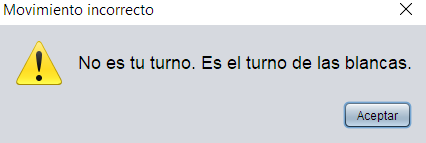 Movimiento incorrecto
No es tu turno. Es el turno de las blancas.
Aceptar